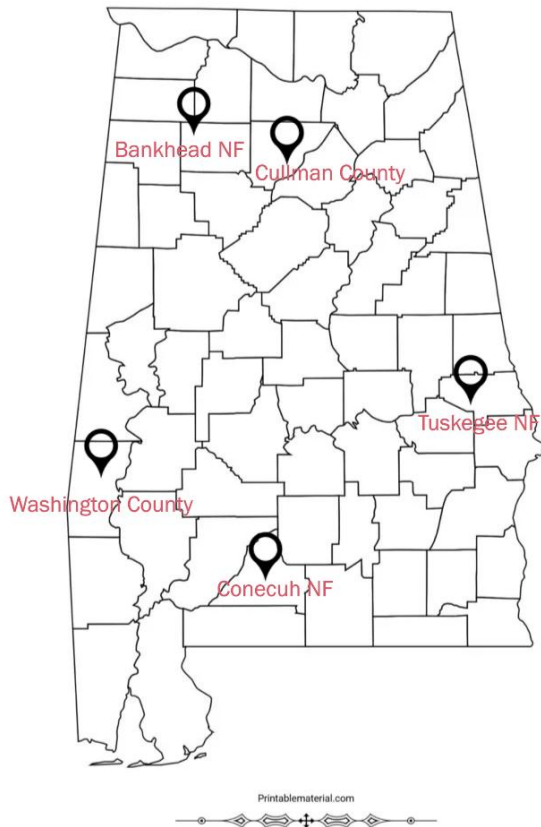 Bankhead NF
Cullman County
Tuskegee NF
Washington County
Conecuh NF
Printablematerial.com